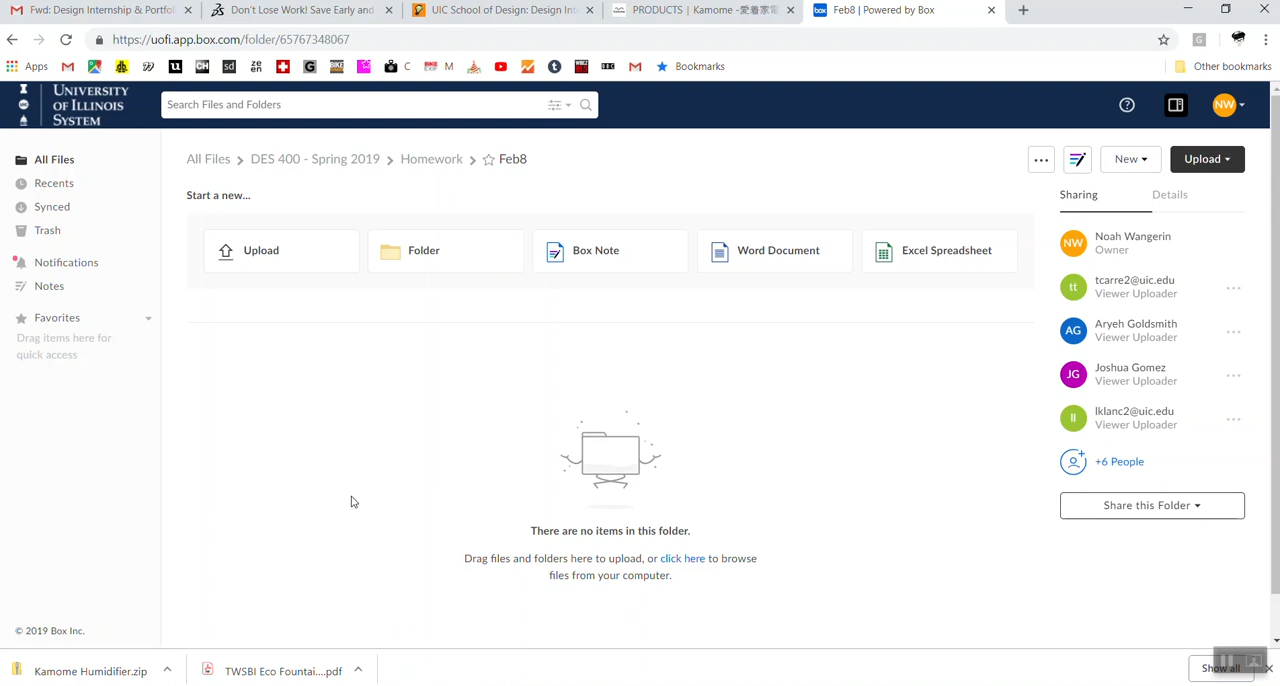 Fwd: Design Internship & Portfol
Don't Lose Work! Save Early and
UIC School of Design: Design Int
PRODUCTS | Kamome -愛着家電
Feb8 | Powered by Box
https://uofi.app.box.com/folder/65767348067
Apps
C
M
Bookmarks
Other bookmarks
UNIVERSITY
OF ILLINOIS
SYSTEM
Search Files and Folders
NW
All Files
Recents
Synced
Trash
Notifications
Notes
Favorites
Drag items here for
quick access
© 2019 Box Inc.
All Files > DES 400 - Spring 2019 > Homework > Feb8
New
Upload
Start a new...
Upload
Folder
Box Note
Word Document
Excel Spreadsheet
There are no items in this folder.
Drag files and folders here to upload, or click here to browse
files from your computer.
Sharing
Details
NW
Noah Wangerin
Owner
tt
tcarre2@uic.edu
Viewer Uploader
AG
Aryeh Goldsmith
Viewer Uploader
JG
Joshua Gomez
Viewer Uploader
ll
lklanc2@uic.edu
Viewer Uploader
+6 People
Share this Folder
Kamome Humidifier.zip
TWSBI Eco Fountai....pdf
Show all